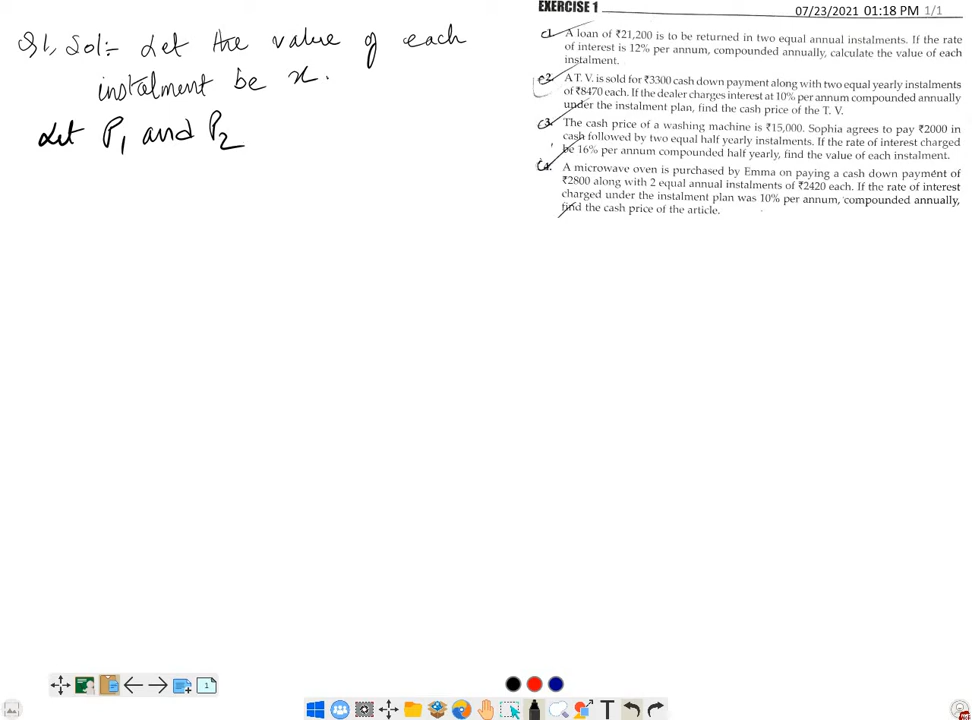 Q1, Sol:- Let the value of each
instalment be x.
Let P1 and P2
EXERCISE 1
07/23/2021 01:18 PM 1/1
1. A loan of ₹21,200 is to be returned in two equal annual instalments. If the rate
of interest is 12% per annum, compounded annually, calculate the value of each
instalment.
2. A T. V. is sold for ₹3300 cash down payment along with two equal yearly instalments
of ₹8470 each. If the dealer charges interest at 10% per annum compounded annually
under the instalment plan, find the cash price of the T. V.
3. The cash price of a washing machine is ₹15,000. Sophia agrees to pay ₹2000 in
cash followed by two equal half yearly instalments. If the rate of interest charged
be 16% per annum compounded half yearly, find the value of each instalment.
4. A microwave oven is purchased by Emma on paying a cash down payment of
₹2800 along with 2 equal annual instalments of ₹2420 each. If the rate of interest
charged under the instalment plan was 10% per annum, compounded annually,
find the cash price of the article.
1
T